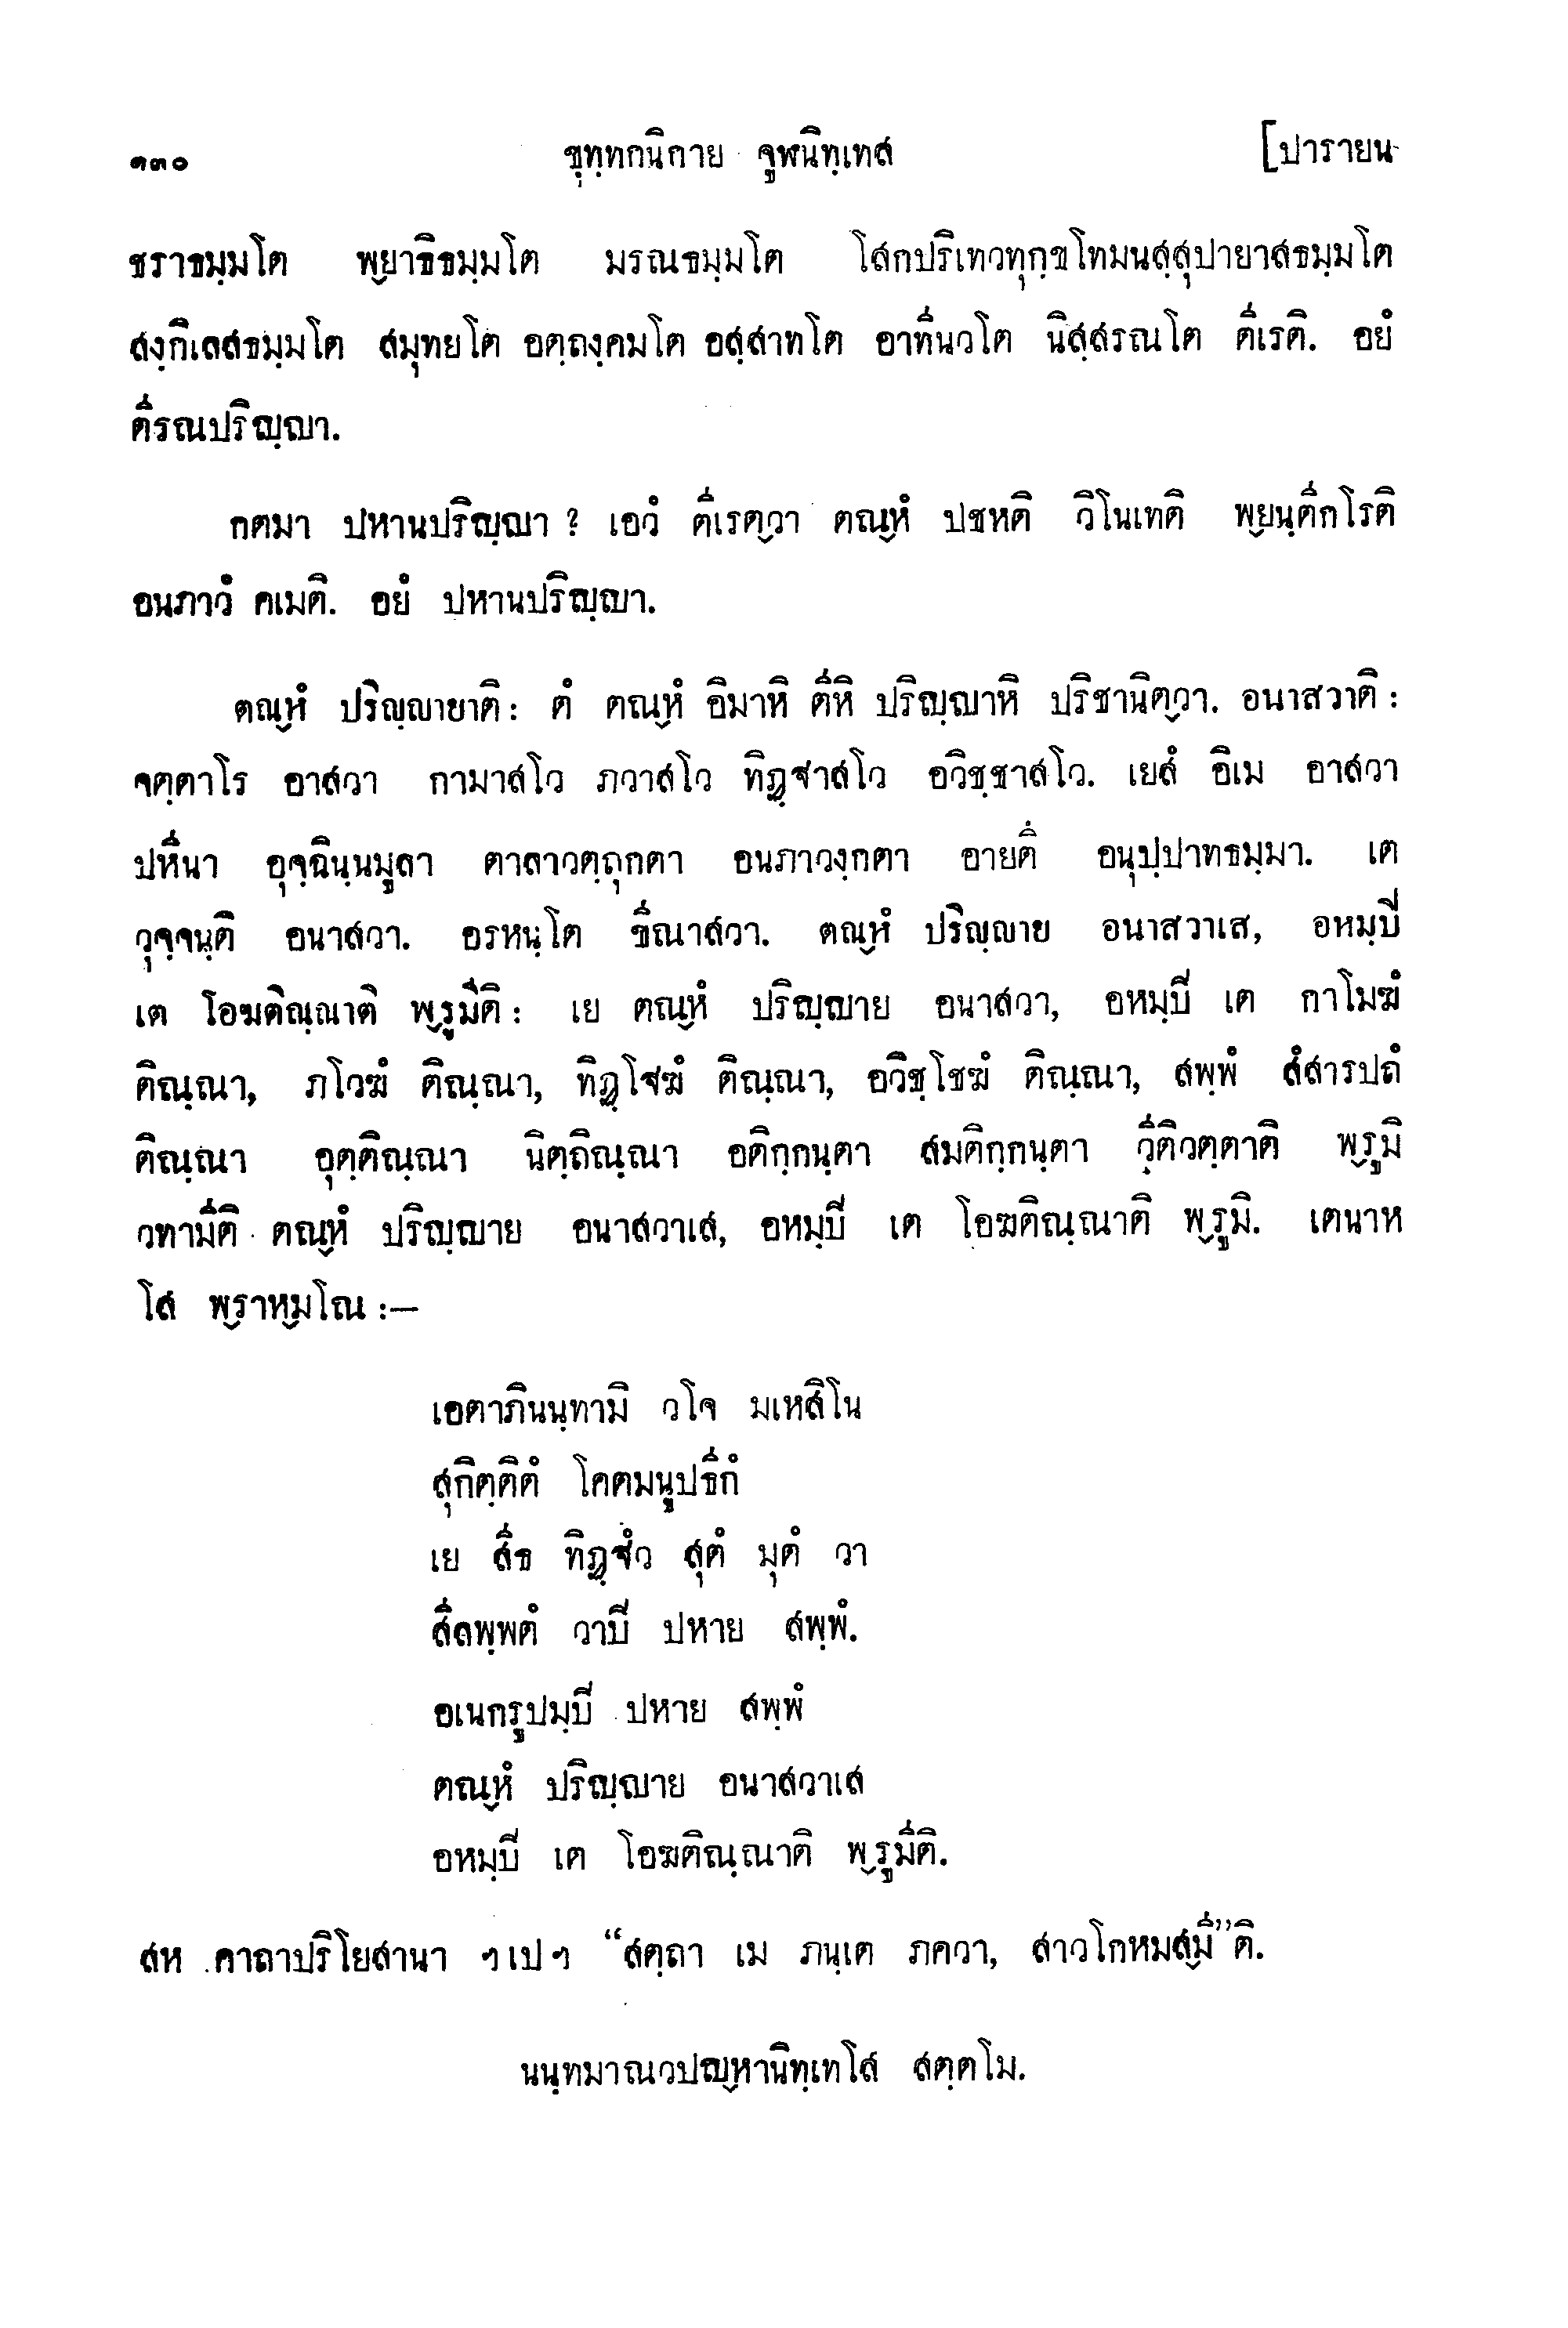 ๑๓๐ ขุทฺทกนิกาย จูฬนิทฺเทส [ปารายน-
ชราธมฺมโต พฺยาธิธมฺมโต มรณธมฺมโต โสกปริเทวทุกฺขโทมนสฺสุปายาสธมฺมโต
สงฺกิเลสธมฺมโต สมุทยโต อตฺถงฺคมโต อสฺสาทโต อาทีนวโต นิสฺสรณโต ตีเรติ. อยํ
ตีรณปริญฺญา.
กตมา ปหานปริญฺญา ? เอวํ ตีเรตฺวา ตณฺหํ ปชหติ วิโนเทติ พฺยนฺตีกโรติ
อนภาวํ คเมติ. อยํ ปหานปริญฺญา.
ตณฺหํ ปริญฺญายาติ : ตํ ตณฺหํ อิมาหิ ตีหิ ปริญฺญาหิ ปริชานิตฺวา. อนาสวาติ :
จตฺตาโร อาสวา กามาสโว ภวาสโว ทิฏฺฐาสโว อวิชฺชาสโว. เยสํ อิเม อาสวา
ปหีนา อุจฺฉินฺนมูลา ตาลาวตฺถุกตา อนภาวงฺกตา อายตึ อนุปฺปาทธมฺมา. เต
วุจฺจนฺติ อนาสวา. อรหนฺโต ขีณาสวา. ตณฺหํ ปริญฺญาย อนาสวาเส, อหมฺปิ
เต โอฆติณฺณาติ พฺรูมีติ : เย ตณฺหํ ปริญฺญาย อนาสวา, อหมฺปิ เต กาโมฆํ
ติณฺณา, ภโวฆํ ติณฺณา, ทิฏฺโฐฆํ ติณฺณา, อวิชฺโชฆํ ติณฺณา, สพฺพํ สํสารปถํ
ติณฺณา อุตฺติณฺณา นิตฺถิณฺณา อติกฺกนฺตา สมติกฺกนฺตา วีติวตฺตาติ พฺรูมิ
วทามีติ ตณฺหํ ปริญฺญาย อนาสวาเส, อหมฺปิ เต โอฆติณฺณาติ พฺรูมิ. เตนาห
โส พฺราหฺมโณ :—
เอตาภินนฺทามิ วโจ มเหสิโน
สุกิตฺติตํ โคตมนูปธีกํ
เย สีธ ทิฏฺฐํว สุตํ มุตํ วา
สีลพฺพตํ วาปิ ปหาย สพฺพํ.
อเนกรูปมฺปิ ปหาย สพฺพํ
ตณฺหํ ปริญฺญาย อนาสวาเส
อหมฺปิ เต โอฆติณฺณาติ พฺรูมีติ.
สห คาถาปริโยสานา ฯเปฯ “สตฺถา เม ภนฺเต ภควา, สาวโกหมสฺมี”ติ.
นนฺทมาณวปญฺหานิทฺเทโส สตฺตโม.